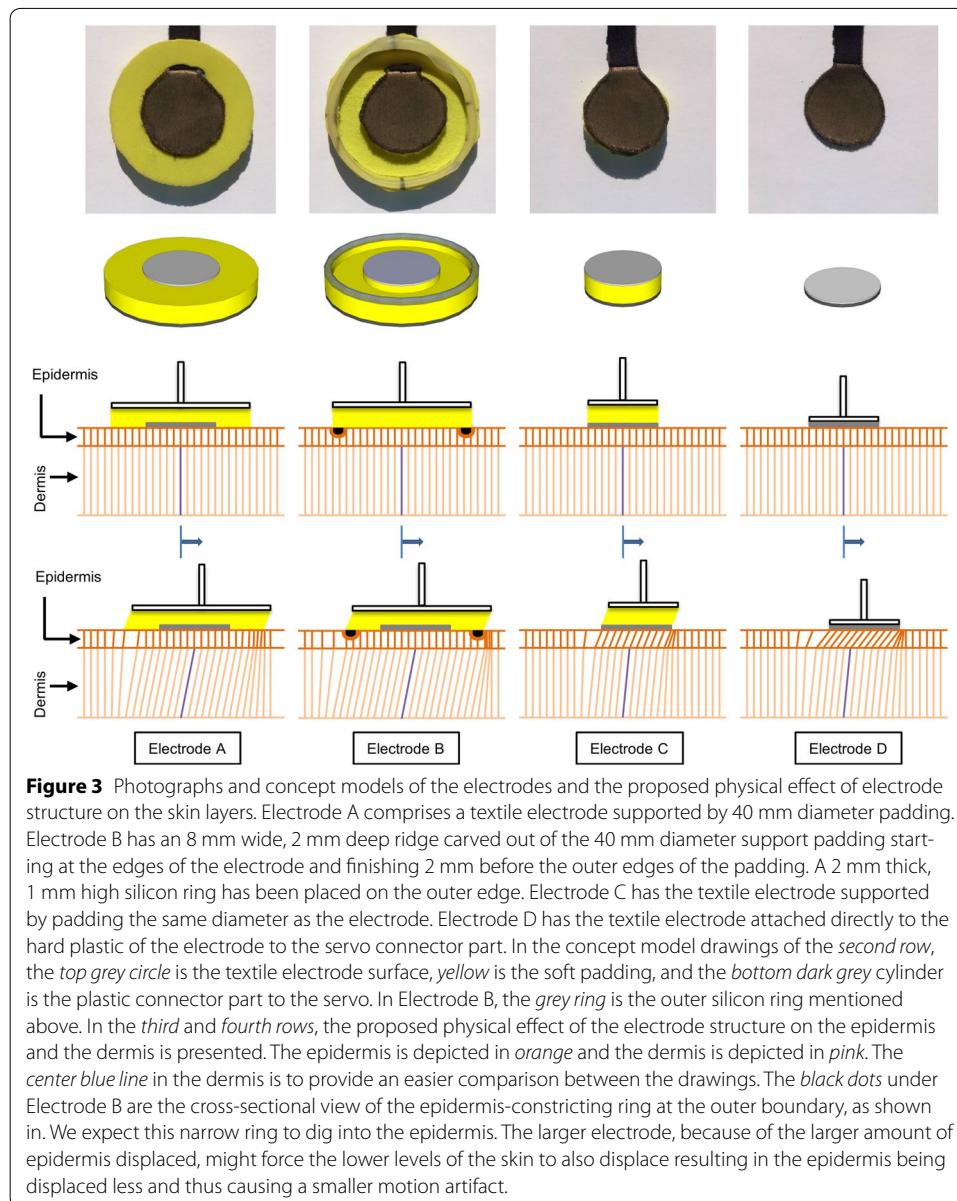 Epidermis
Dermis
Epidermis
Dermis
Electrode A
Electrode B
Electrode C
Electrode D
Figure 3 Photographs and concept models of the electrodes and the proposed physical effect of electrode
structure on the skin layers. Electrode A comprises a textile electrode supported by 40 mm diameter padding.
Electrode B has an 8 mm wide, 2 mm deep ridge carved out of the 40 mm diameter support padding start-
ing at the edges of the electrode and finishing 2 mm before the outer edges of the padding. A 2 mm thick,
1 mm high silicon ring has been placed on the outer edge. Electrode C has the textile electrode supported
by padding the same diameter as the electrode. Electrode D has the textile electrode attached directly to the
hard plastic of the electrode to the servo connector part. In the concept model drawings of the second row,
the top grey circle is the textile electrode surface, yellow is the soft padding, and the bottom dark grey cylinder
is the plastic connector part to the servo. In Electrode B, the grey ring is the outer silicon ring mentioned
above. In the third and fourth rows, the proposed physical effect of the electrode structure on the epidermis
and the dermis is presented. The epidermis is depicted in orange and the dermis is depicted in pink. The
center blue line in the dermis is to provide an easier comparison between the drawings. The black dots under
Electrode B are the cross-sectional view of the epidermis-constricting ring at the outer boundary, as shown
in. We expect this narrow ring to dig into the epidermis. The larger electrode, because of the larger amount of
epidermis displaced, might force the lower levels of the skin to also displace resulting in the epidermis being
displaced less and thus causing a smaller motion artifact.